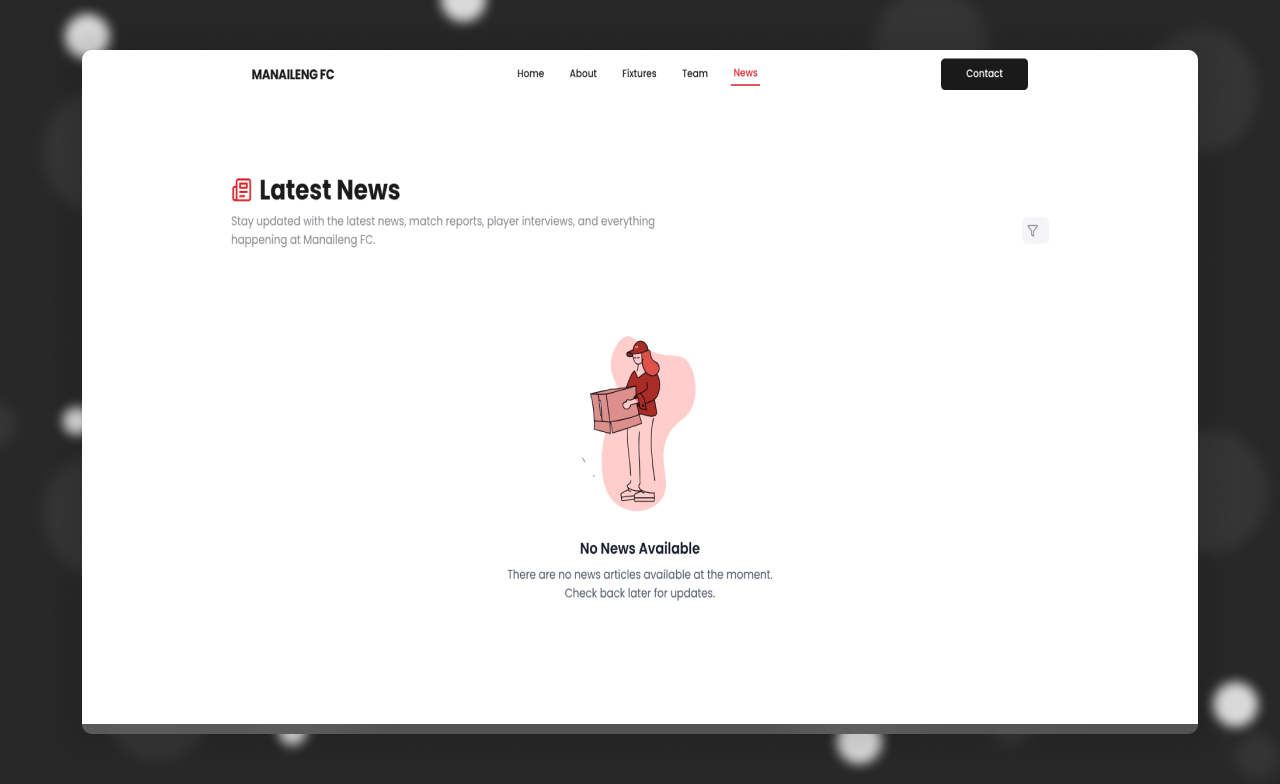 MANAILENG FC
Home About Fixtures Team News
Contact
Latest News
Stay updated with the latest news, match reports, player interviews, and everything
happening at Manaileng FC.
No News Available
There are no news articles available at the moment.
Check back later for updates.